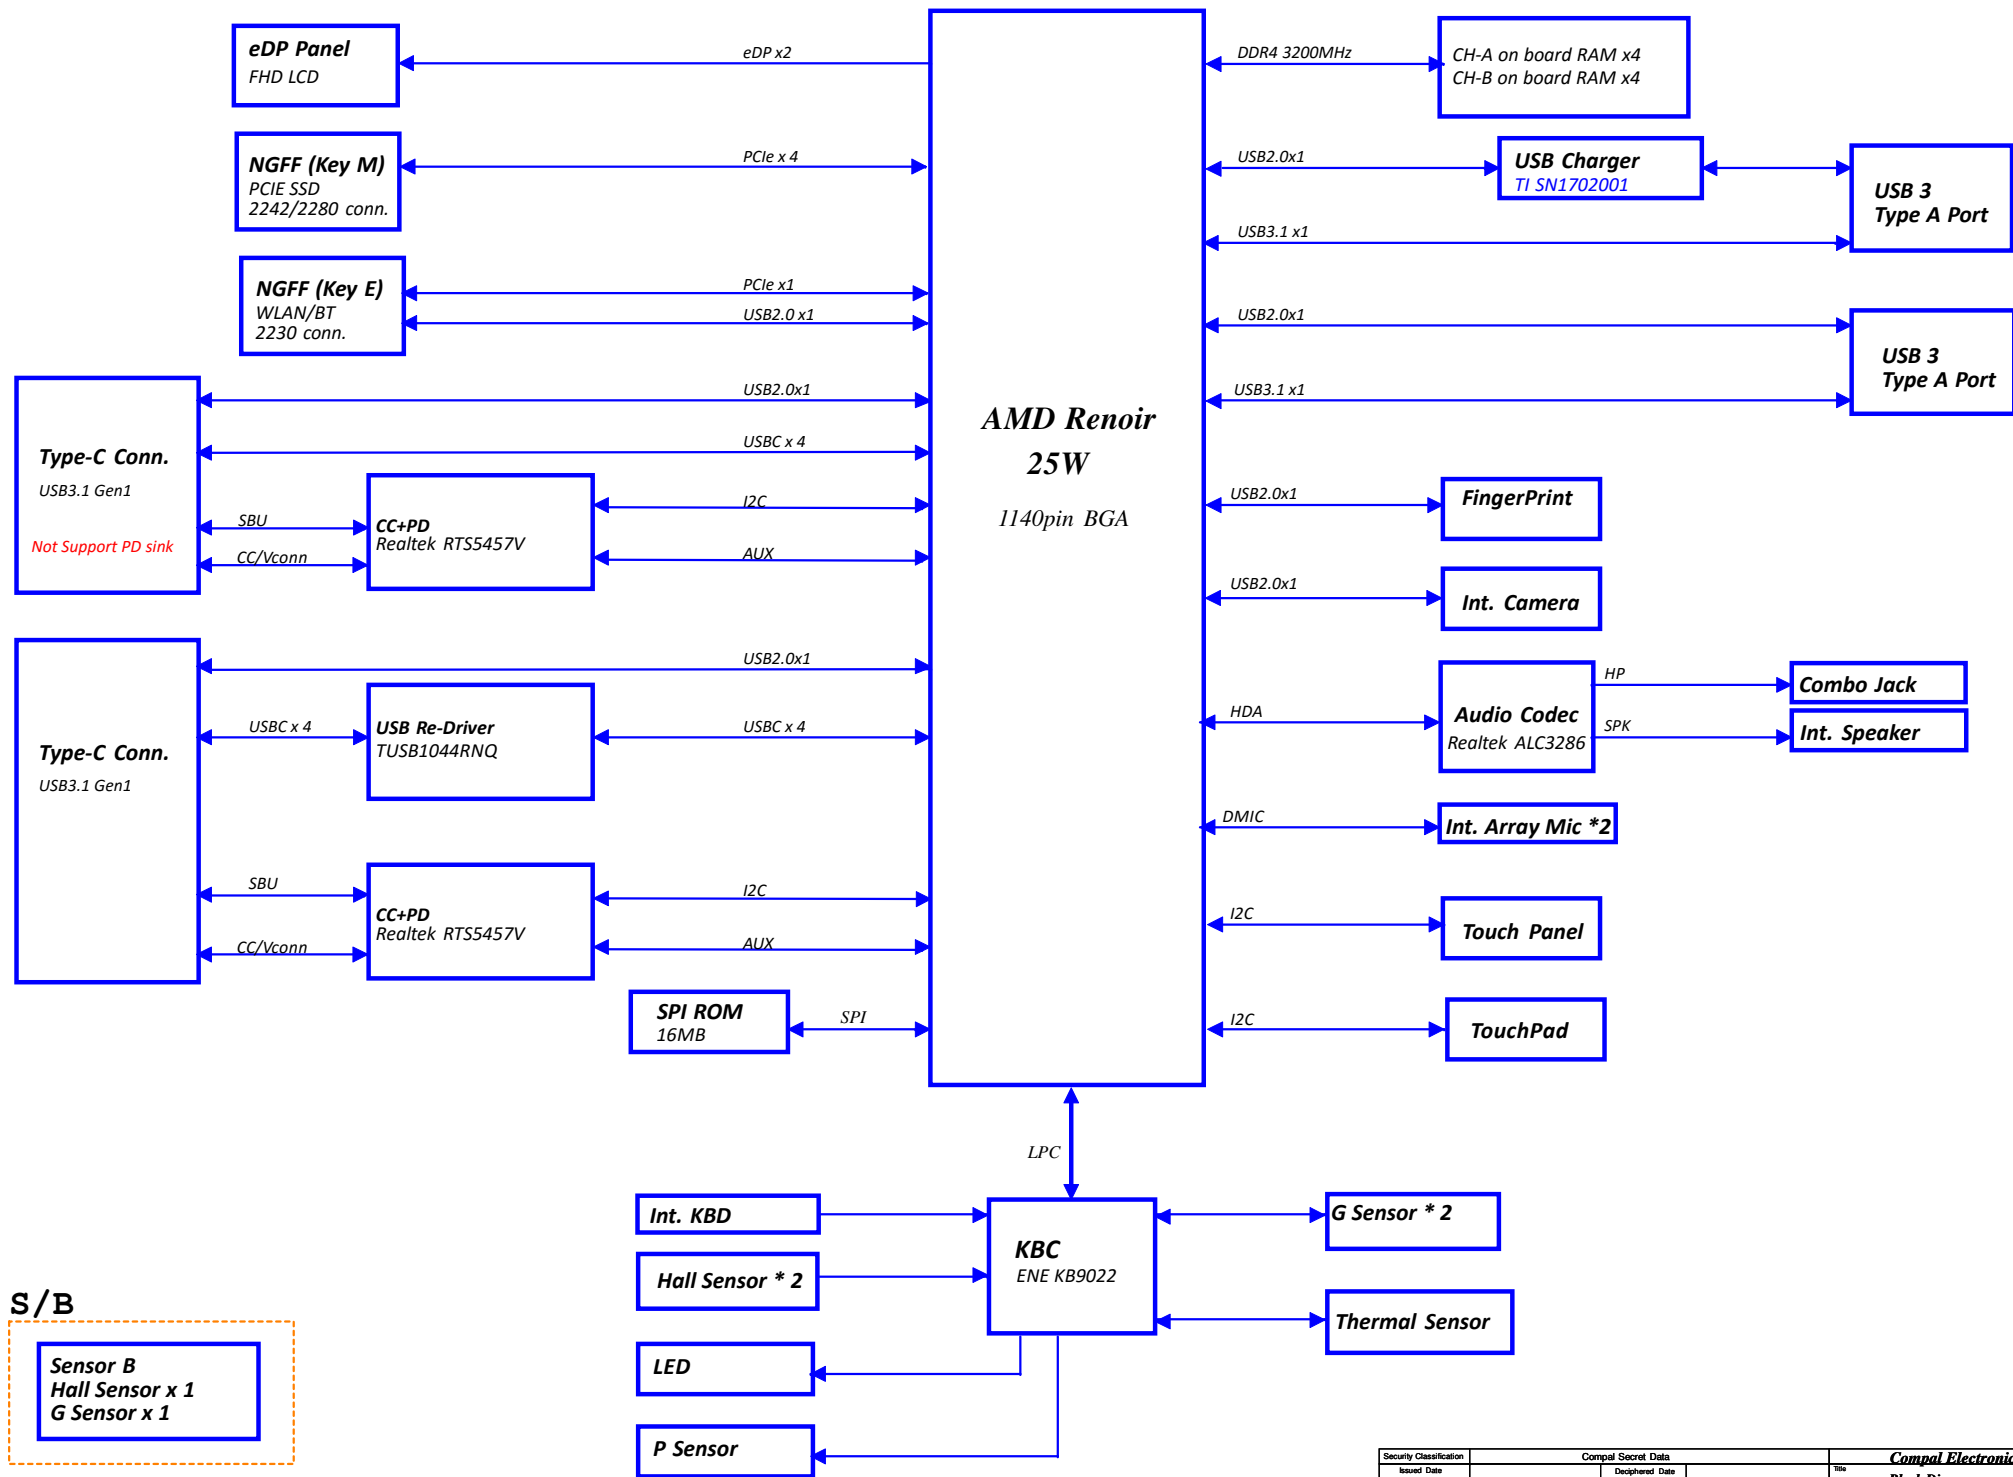 eDP Panel
FHD LCD
eDP x2
NGFF (Key M)
PCIE SSD
2242/2280 conn.
PCIe x 4
NGFF (Key E)
WLAN/BT
2230 conn.
PCIe x1
USB2.0 x1
Type-C Conn.
USB3.1 Gen1
Not Support PD sink
USB2.0x1
USBC x 4
SBU
CC/Vconn
CC+PD
Realtek RTS5457V
I2C
AUX
Type-C Conn.
USB3.1 Gen1
USB2.0x1
USBC x 4
USB Re-Driver
TUSB1044RNQ
USBC x 4
SBU
CC/Vconn
CC+PD
Realtek RTS5457V
I2C
AUX
SPI ROM
16MB
SPI
AMD Renoir
25W
1140pin BGA
DDR4 3200MHz
CH-A on board RAM x4
CH-B on board RAM x4
USB2.0x1
USB Charger
TI SN1702001
USB 3
Type A Port
USB3.1 x1
USB2.0x1
USB 3
Type A Port
USB3.1 x1
USB2.0x1
FingerPrint
USB2.0x1
Int. Camera
HDA
Audio Codec
Realtek ALC3286
HP
Combo Jack
SPK
Int. Speaker
DMIC
Int. Array Mic *2
I2C
Touch Panel
I2C
TouchPad
LPC
Int. KBD
Hall Sensor * 2
LED
P Sensor
KBC
ENE KB9022
G Sensor * 2
Thermal Sensor
S/B
Sensor B
Hall Sensor x 1
G Sensor x 1
Security Classification
Compal Secret Data
Compal Electronic
Issued Date
Deciphered Date
Title